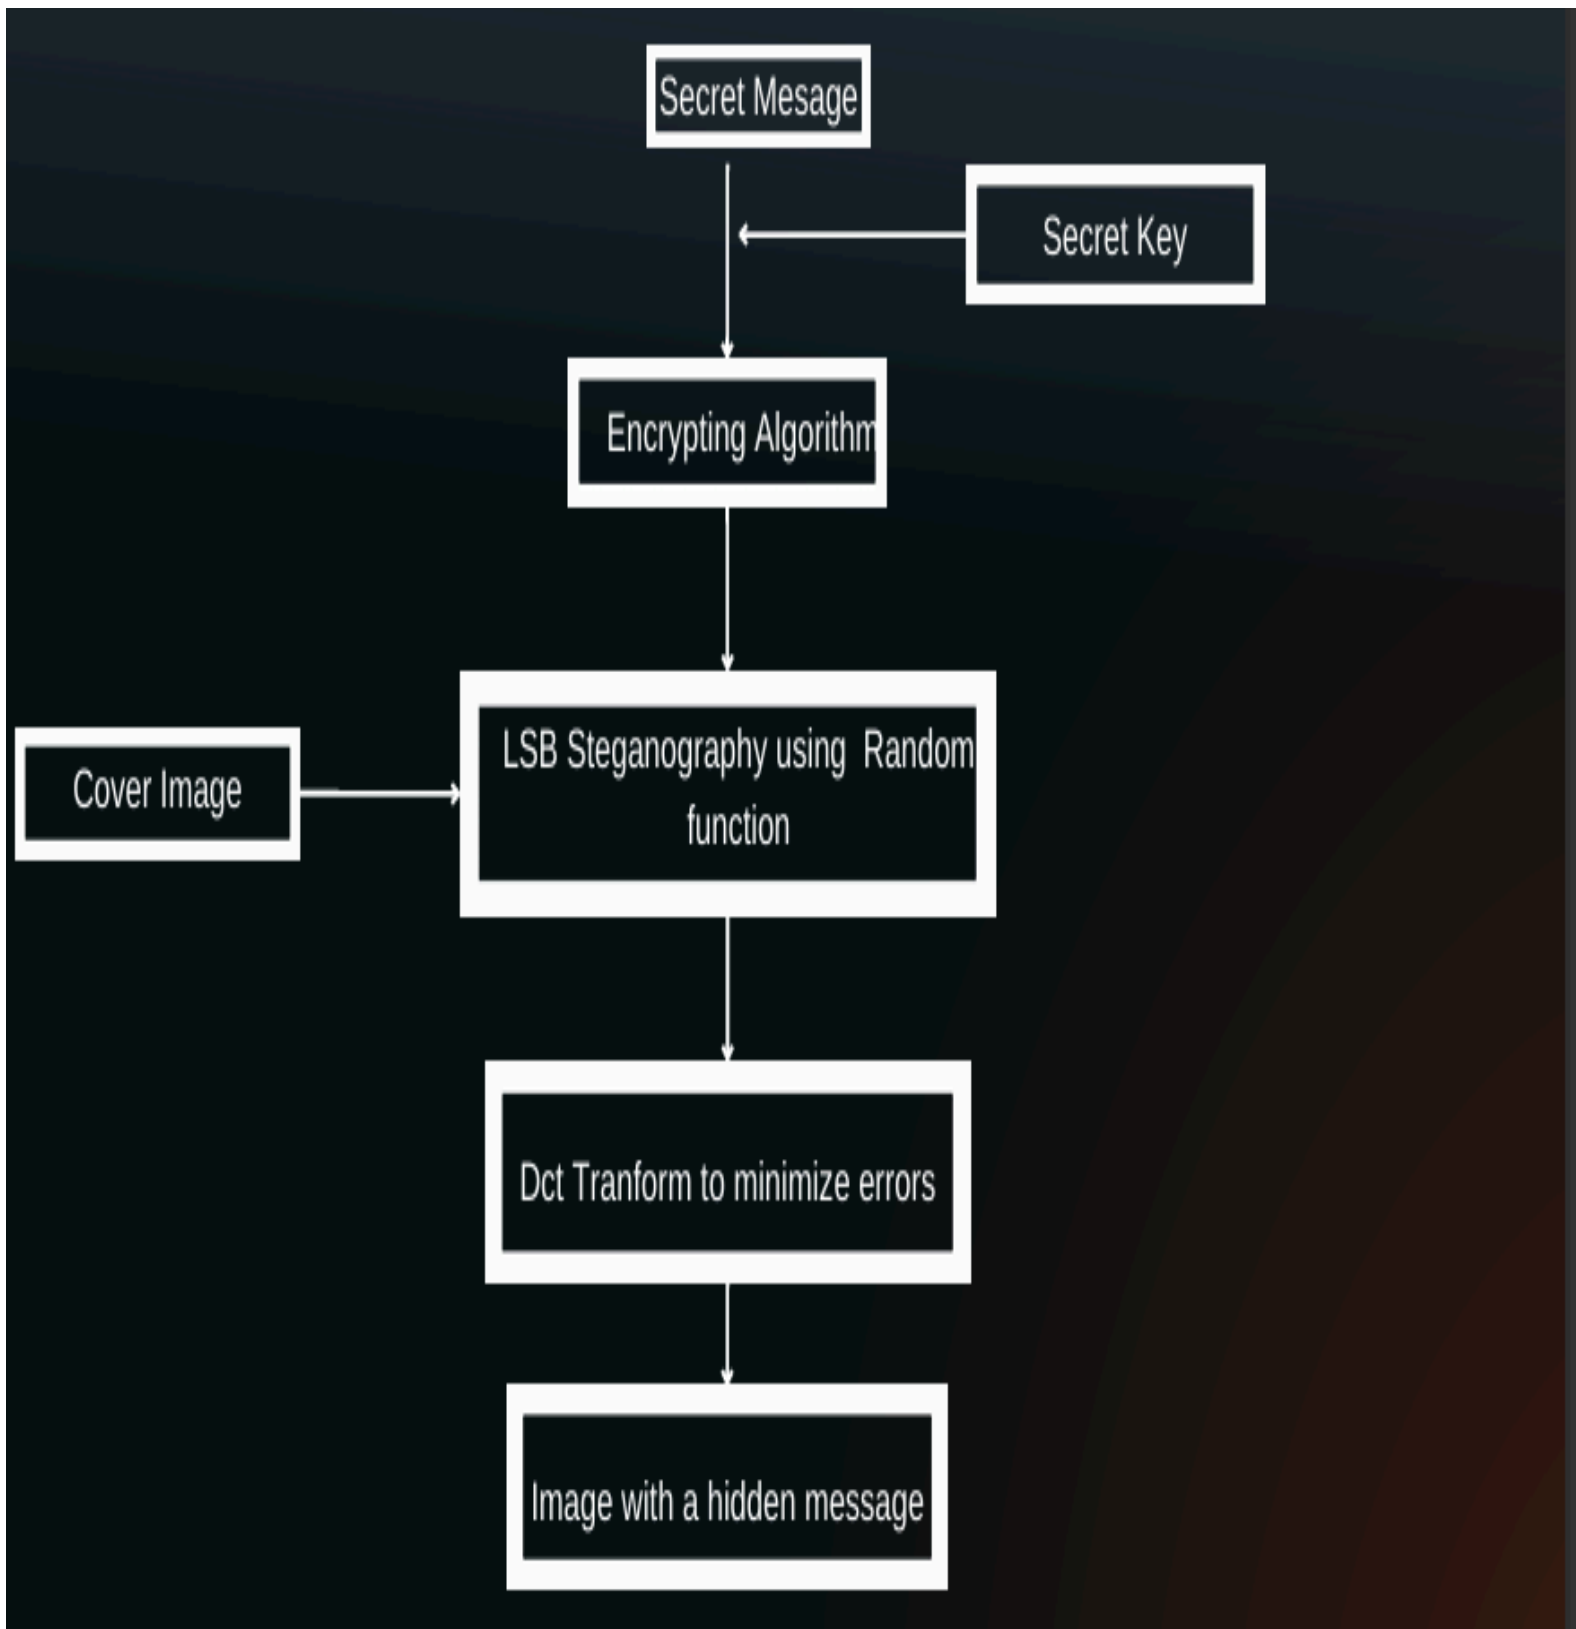 Secret Mesage
Secret Key
Encrypting Algorithm
LSB Steganography using Random
function
Cover Image
Dct Tranform to minimize errors
Image with a hidden message